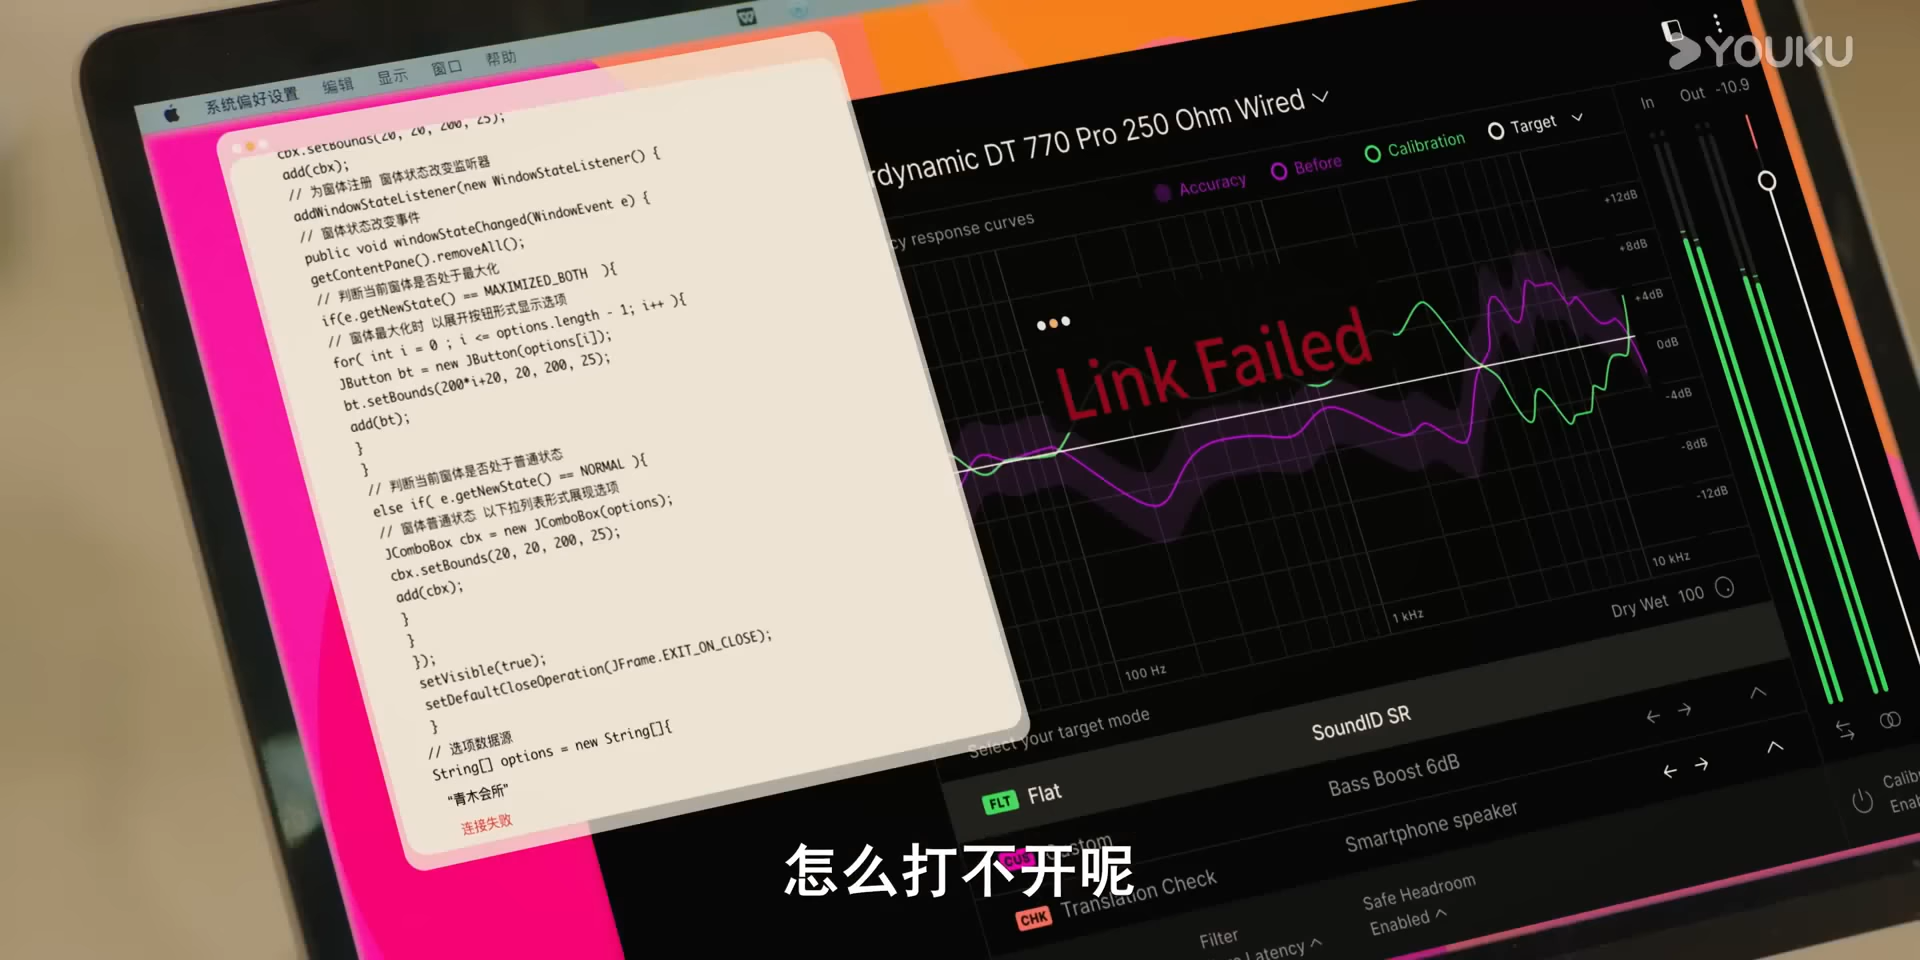 系统偏好设置 编辑 显示 窗口 帮助
YOUKU
cbx.setBounds(20, 20, 200, 25);
add(cbx);
// 为窗体注册 窗体状态改变监听器
addWindowStateListener(new WindowStateListener() {
// 窗体状态改变事件
public void windowStateChanged(WindowEvent e) {
getContentPane().removeAll();
// 判断当前窗体是否处于最大化
if(e.getNewState() == MAXIMIZED_BOTH ){
// 窗体最大化时 以展开按钮形式显示选项
for( int i = 0 ; i <= options.length - 1; i++ ){
JButton bt = new JButton(options[i]);
bt.setBounds(200*i+20, 20, 200, 25);
add(bt);
}
}
// 判断当前窗体是否处于普通状态
else if( e.getNewState() == NORMAL ){
// 窗体普通状态 以下拉列表形式展现选项
JComboBox cbx = new JComboBox(options);
cbx.setBounds(20, 20, 200, 25);
add(cbx);
}
}
});
setVisible(true);
setDefaultCloseOperation(JFrame.EXIT_ON_CLOSE);
}
// 选项数据源
String[] options = new String[]{
“青木会所”
连接失败
rdynamic DT 770 Pro 250 Ohm Wired
In Out -10.9
Accuracy Before Calibration Target
cy response curves
+12dB
+8dB
+4dB
0dB
-4dB
-8dB
-12dB
Link Failed
100 Hz 1 kHz 10 kHz
Dry Wet 100
Select your target mode
SoundID SR
FLT Flat
Bass Boost 6dB
CUS Custom
Smartphone speaker
CHK Translation Check
Filter
Latency
Safe Headroom
Enabled
Calib
Enab
怎么打不开呢